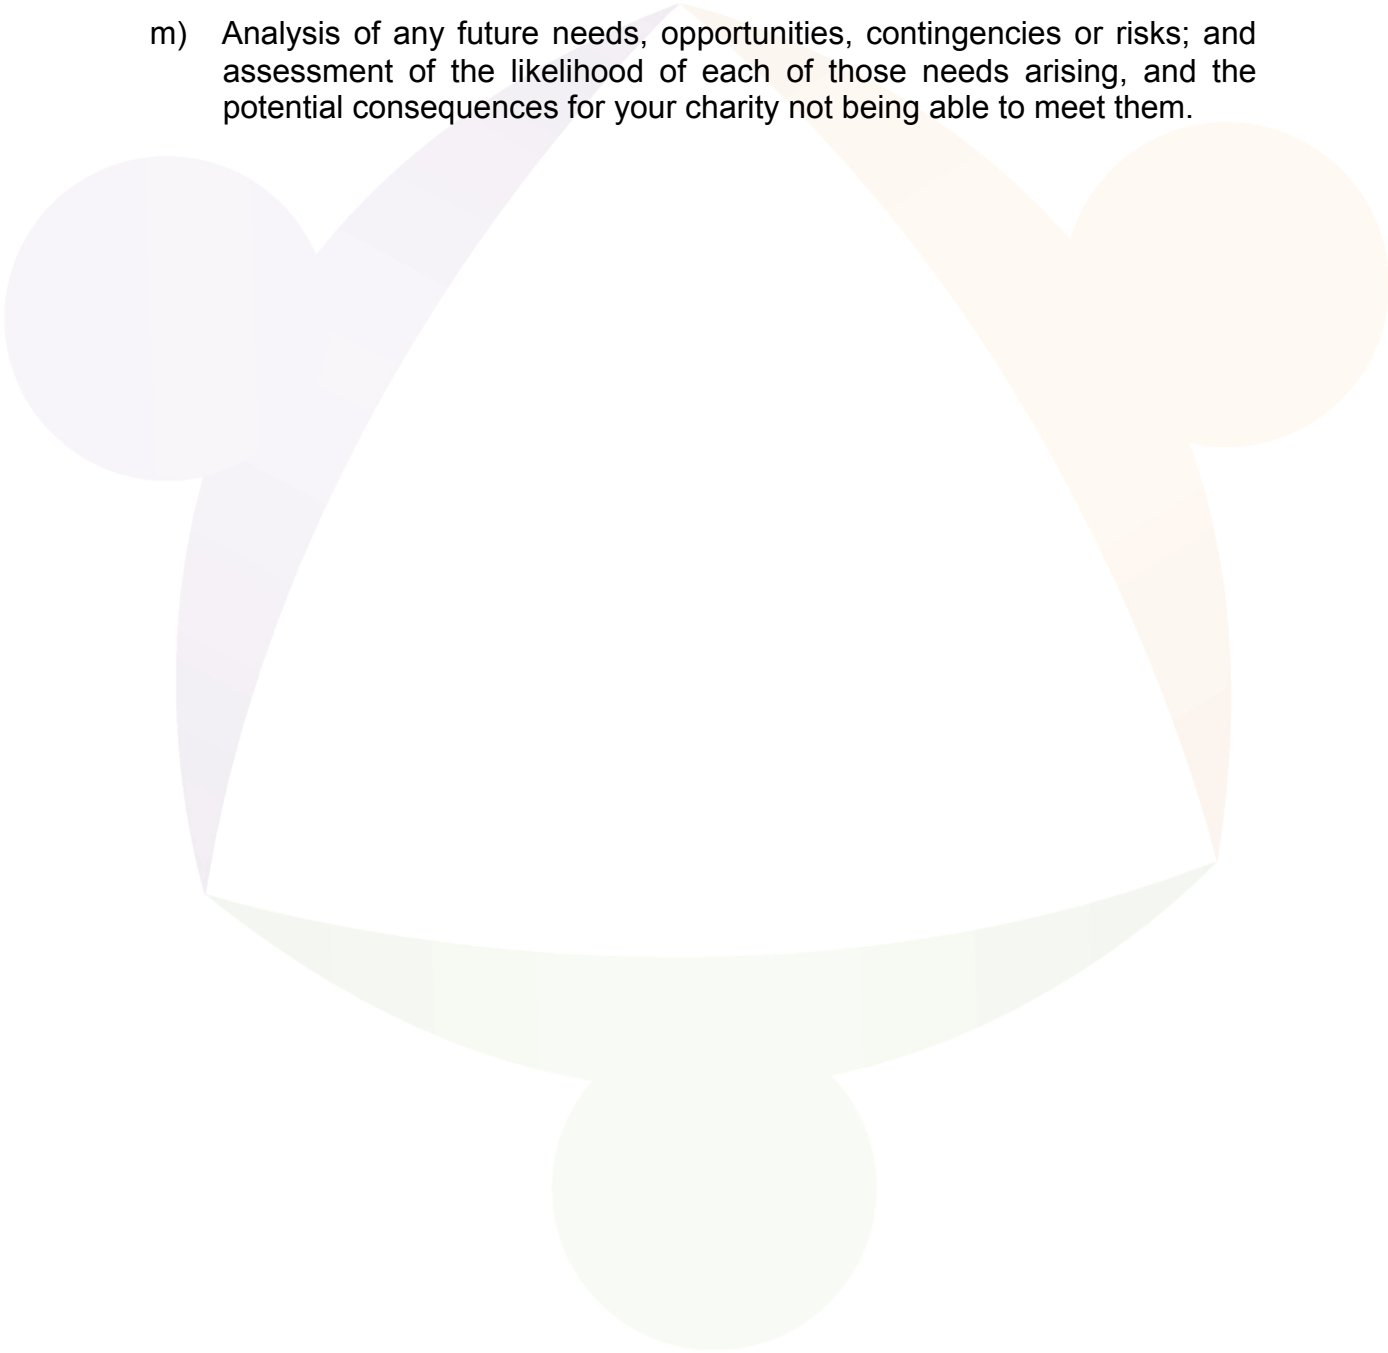 m) Analysis of any future needs, opportunities, contingencies or risks; and
assessment of the likelihood of each of those needs arising, and the
potential consequences for your charity not being able to meet them.